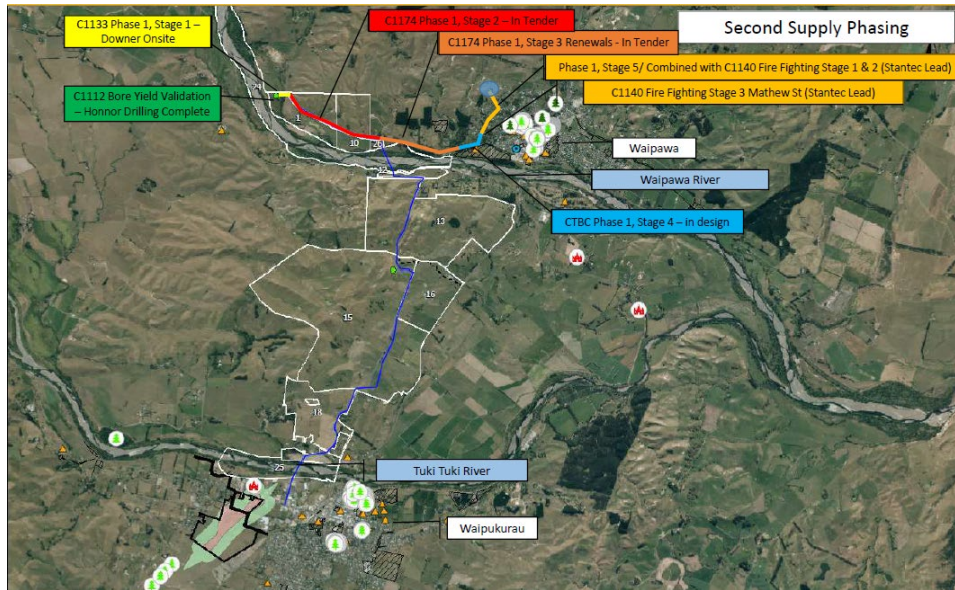 C1133 Phase 1, Stage 1 –
Downer Onsite
C1174 Phase 1, Stage 2 – In Tender
Second Supply Phasing
C1174 Phase 1, Stage 3 Renewals - In Tender
Phase 1, Stage 5/ Combined with C1140 Fire Fighting Stage 1 & 2 (Stantec Lead)
C1140 Fire Fighting Stage 3 Mathew St (Stantec Lead)
C1112 Bore Yield Validation
– Honnor Drilling Complete
24
1
10
Waipawa
Waipawa River
13
CTBC Phase 1, Stage 4 – in design
16
15
18
25
Tuki Tuki River
Waipukurau